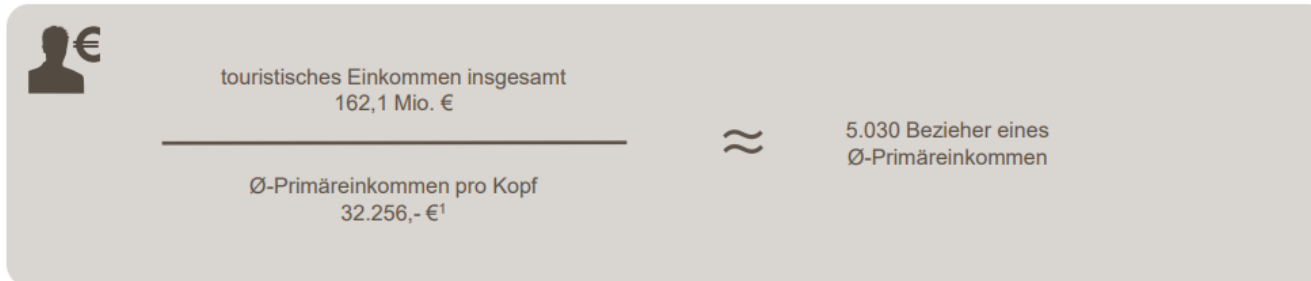 €
touristisches Einkommen insgesamt
162,1 Mio. €
≈
5.030 Bezieher eines
Ø-Primäreinkommen
Ø-Primäreinkommen pro Kopf
32.256,- €¹